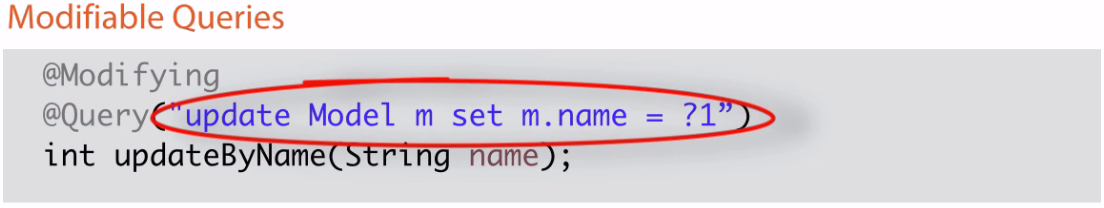 Modifiable Queries
@Modifying
@Query("update Model m set m.name = ?1”)
int updateByName(String name);